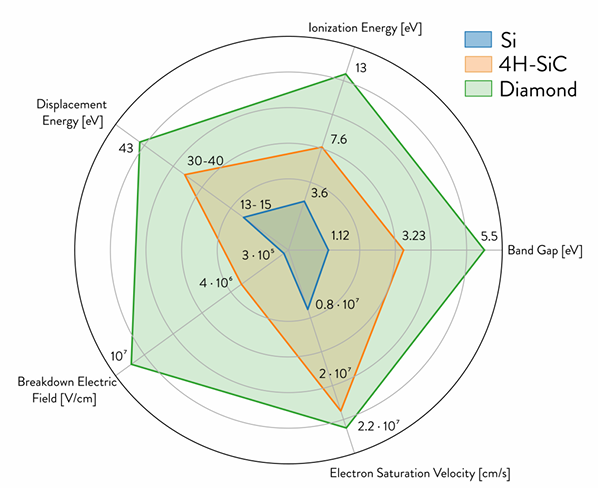 Ionization Energy [eV]
Si
4H-SiC
Diamond
13
Displacement
Energy [eV]
43
30-40
7.6
13- 15
3.6
1.12
3.23
5.5
Band Gap [eV]
3 · 10⁵
4 · 10⁶
0.8 · 10⁷
10⁷
2 · 10⁷
Breakdown Electric
Field [V/cm]
2.2 · 10⁷
Electron Saturation Velocity [cm/s]